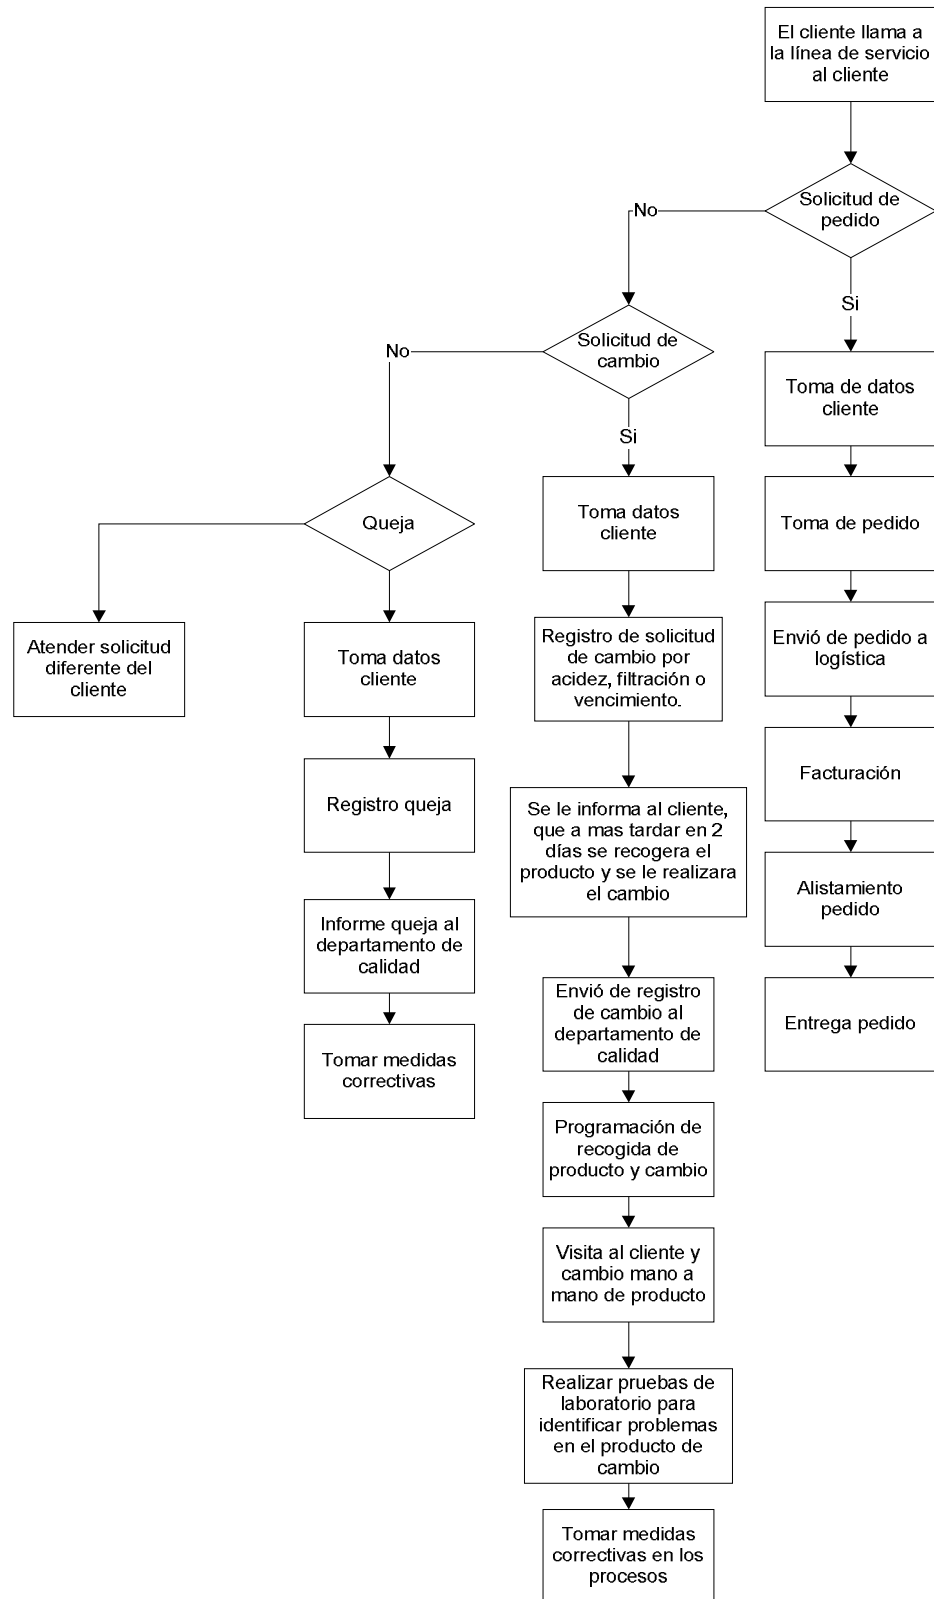 El cliente llama a
la línea de servicio
al cliente
Solicitud de
pedido
No
Si
Solicitud de
cambio
No
Si
Toma de datos
cliente
Queja
Toma datos
cliente
Toma de pedido
Atender solicitud
diferente del
cliente
Toma datos
cliente
Registro de solicitud
de cambio por
acidez, filtración o
vencimiento.
Envió de pedido a
logística
Registro queja
Se le informa al cliente,
que a mas tardar en 2
días se recogera el
producto y se le realizara
el cambio
Facturación
Informe queja al
departamento de
calidad
Alistamiento
pedido
Envió de registro
de cambio al
departamento de
calidad
Entrega pedido
Tomar medidas
correctivas
Programación de
recogida de
producto y cambio
Visita al cliente y
cambio mano a
mano de producto
Realizar pruebas de
laboratorio para
identificar problemas
en el producto de
cambio
Tomar medidas
correctivas en los
procesos